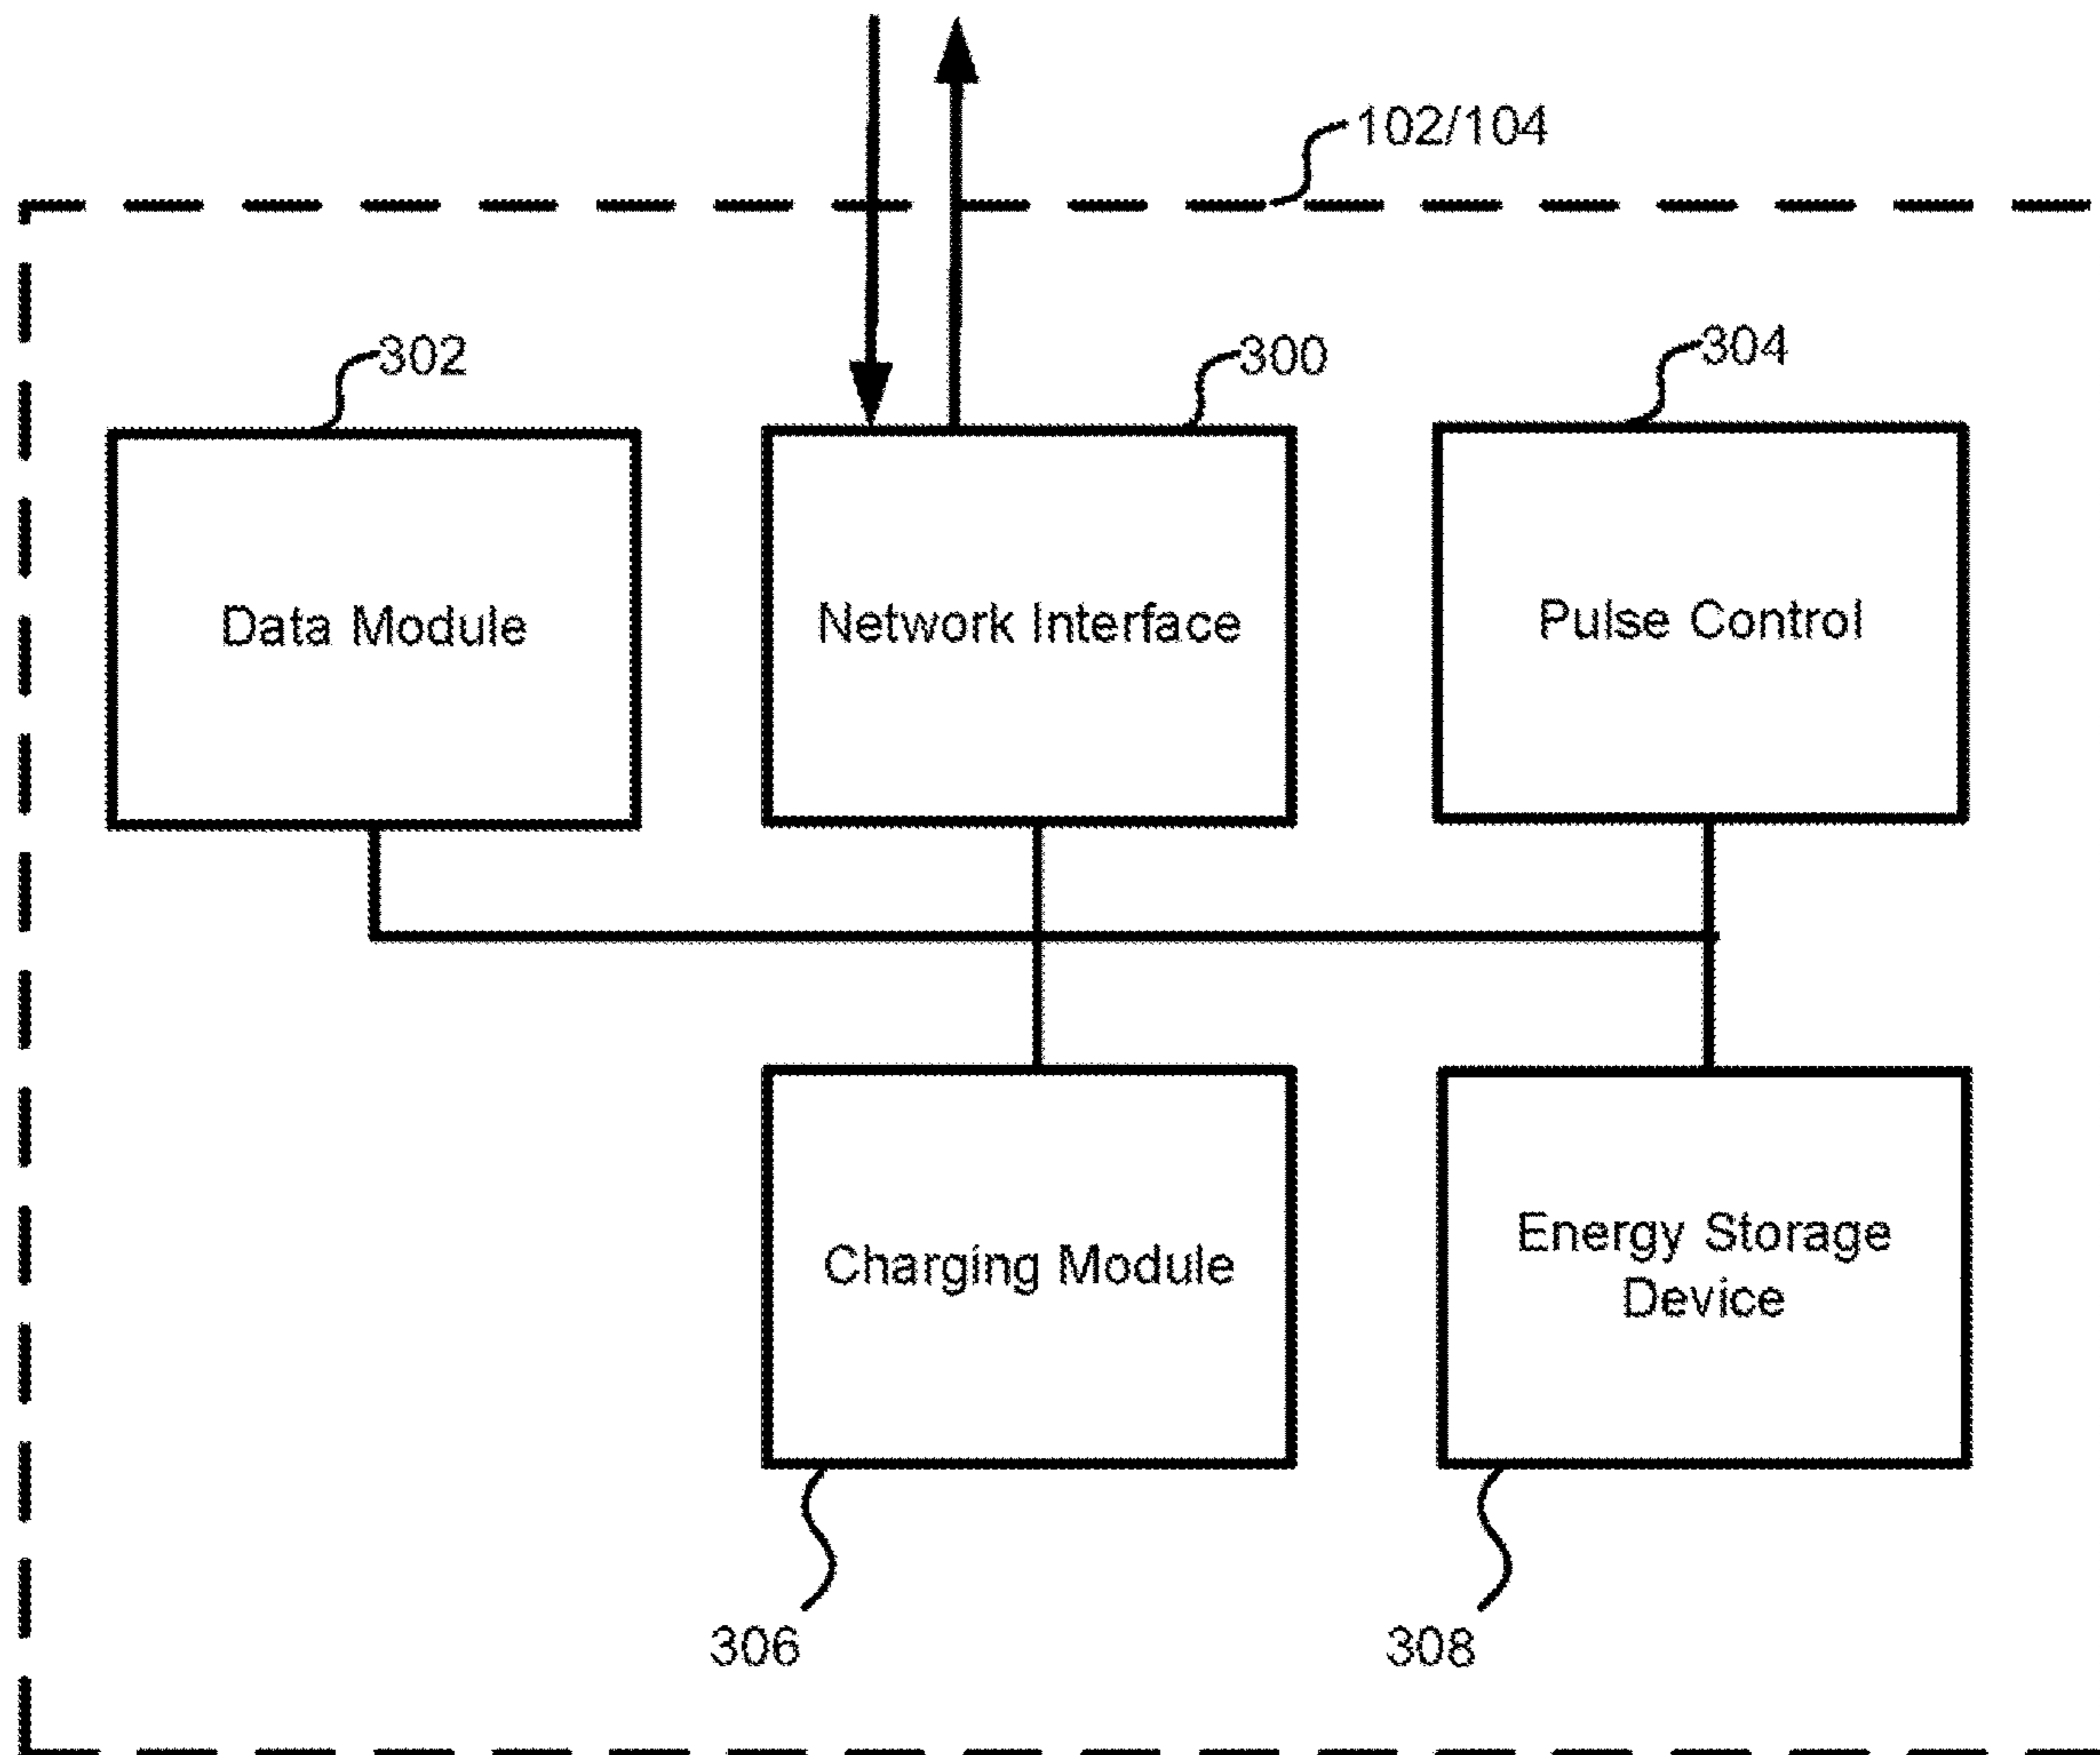 102/104
302
300
304
Data Module
Network Interface
Pulse Control
Charging Module
Energy Storage
Device
306
308